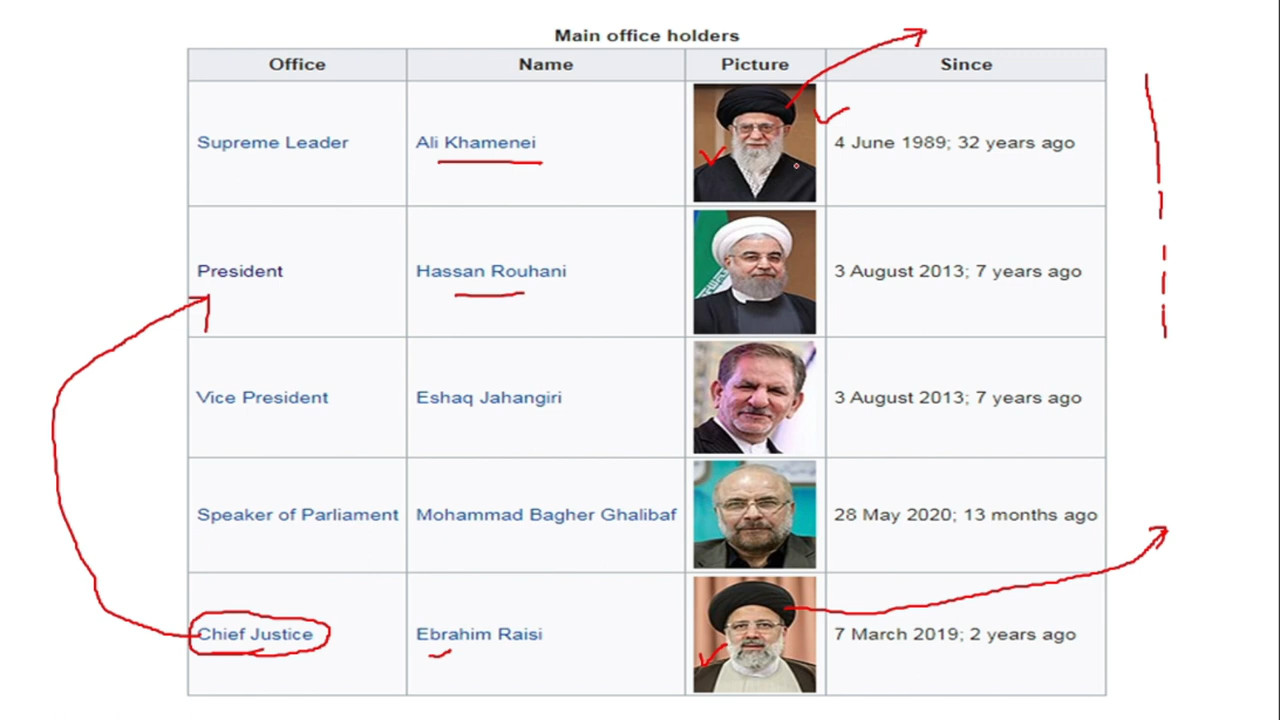 Main office holders
Office Name Picture Since
Supreme Leader Ali Khamenei 4 June 1989; 32 years ago
President Hassan Rouhani 3 August 2013; 7 years ago
Vice President Eshaq Jahangiri 3 August 2013; 7 years ago
Speaker of Parliament Mohammad Bagher Ghalibaf 28 May 2020; 13 months ago
Chief Justice Ebrahim Raisi 7 March 2019; 2 years ago